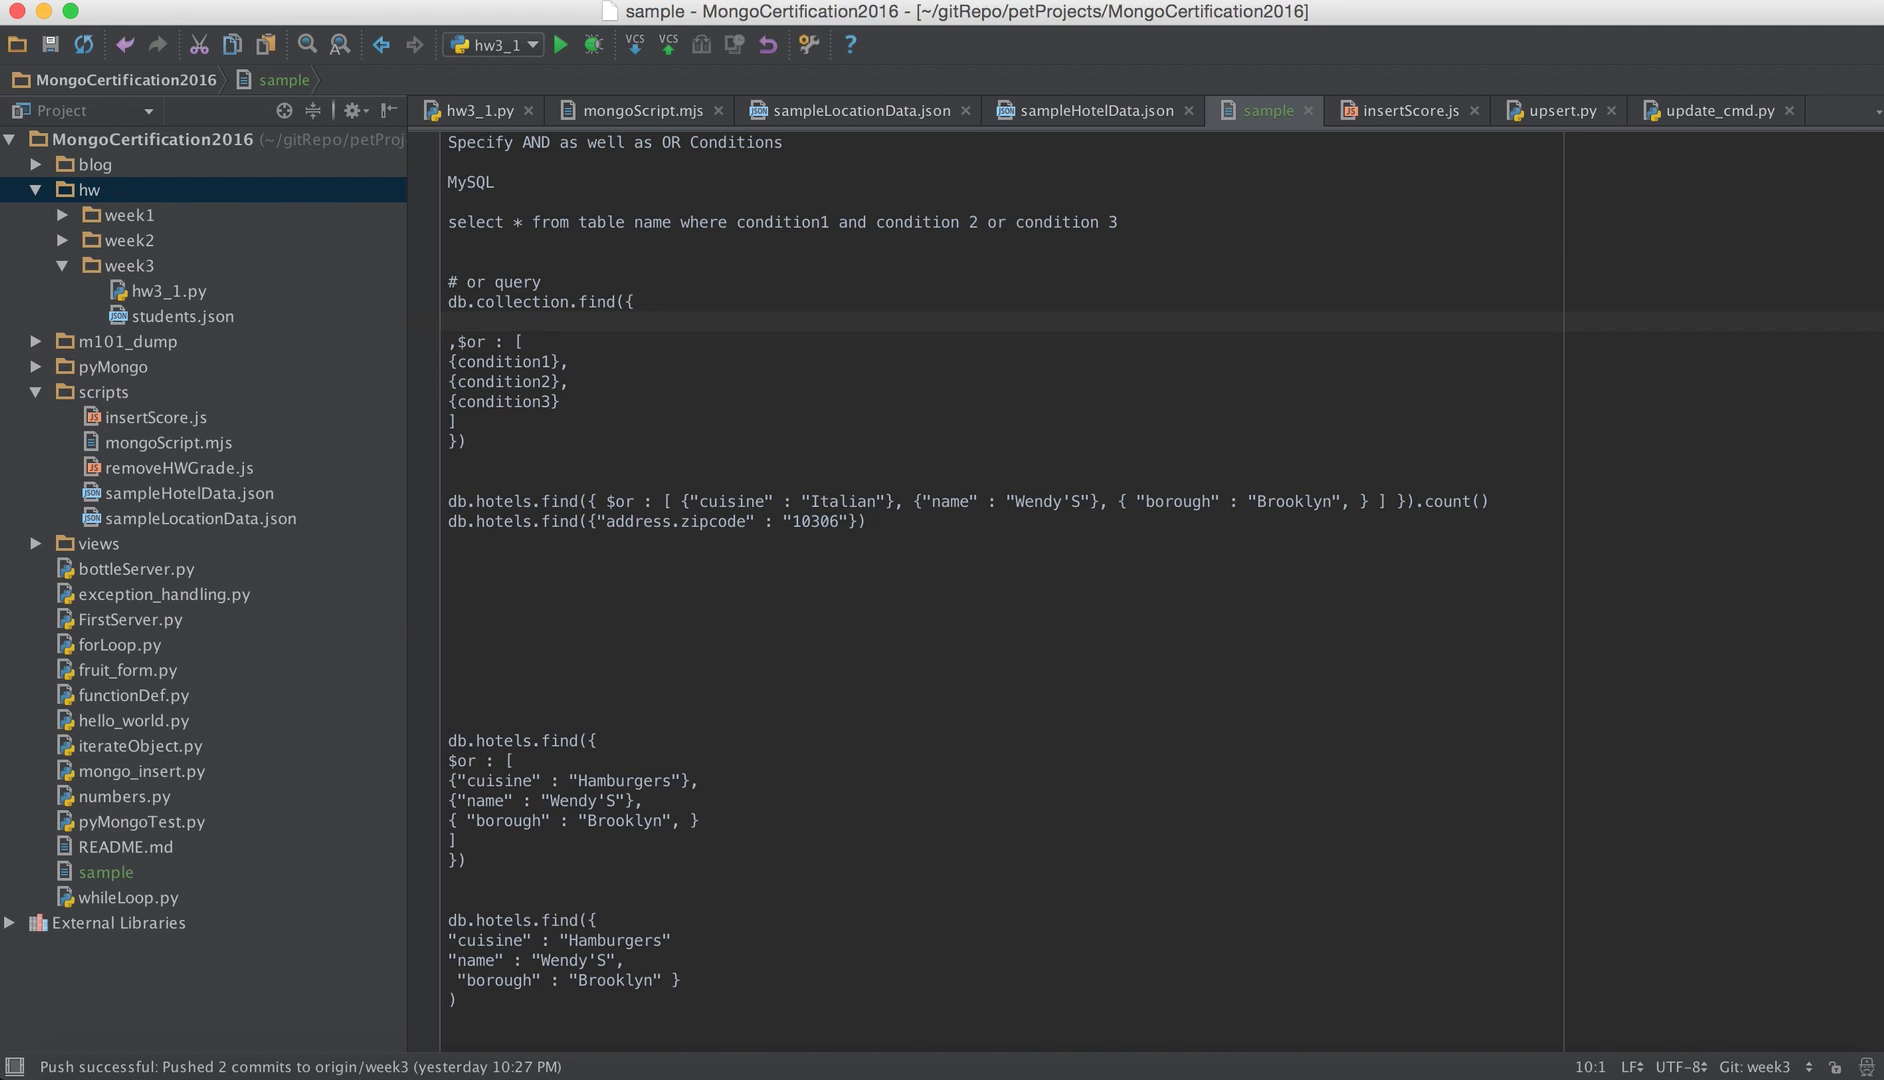 sample - MongoCertification2016 - [~/gitRepo/petProjects/MongoCertification2016]
hw3_1
VCS
VCS
?
MongoCertification2016
sample
Project
hw3_1.py
mongoScript.mjs
sampleLocationData.json
sampleHotelData.json
sample
insertScore.js
upsert.py
update_cmd.py
MongoCertification2016 (~/gitRepo/petProj
blog
hw
week1
week2
week3
hw3_1.py
students.json
m101_dump
pyMongo
scripts
insertScore.js
mongoScript.mjs
removeHWGrade.js
sampleHotelData.json
sampleLocationData.json
views
bottleServer.py
exception_handling.py
FirstServer.py
forLoop.py
fruit_form.py
functionDef.py
hello_world.py
iterateObject.py
mongo_insert.py
numbers.py
pyMongoTest.py
README.md
sample
whileLoop.py
External Libraries
Specify AND as well as OR Conditions
MySQL
select * from table name where condition1 and condition 2 or condition 3
# or query
db.collection.find({
,$or : [
{condition1},
{condition2},
{condition3}
]
})
db.hotels.find({ $or : [ {"cuisine" : "Italian"}, {"name" : "Wendy'S"}, { "borough" : "Brooklyn", } ] }).count()
db.hotels.find({"address.zipcode" : "10306"})
db.hotels.find({
$or : [
{"cuisine" : "Hamburgers"},
{"name" : "Wendy'S"},
{ "borough" : "Brooklyn", }
]
})
db.hotels.find({
"cuisine" : "Hamburgers"
"name" : "Wendy'S",
"borough" : "Brooklyn" }
)
Push successful: Pushed 2 commits to origin/week3 (yesterday 10:27 PM)
10:1 LF UTF-8 Git: week3